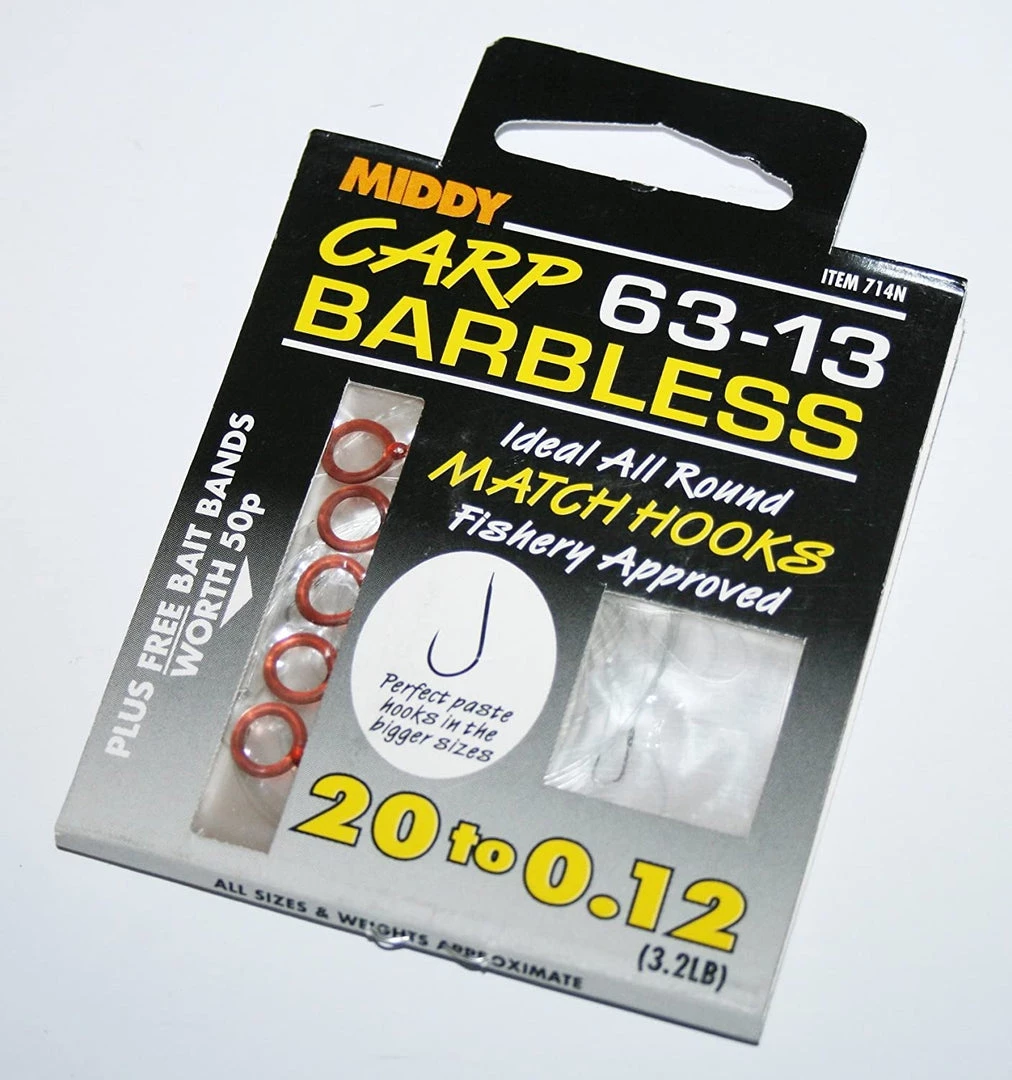 MIDDY
ITEM 714N
CARP 63-13
BARBLESS
Ideal All Round
MATCH HOOKS
Fishery Approved
PLUS FREE BAIT BANDS
WORTH 50p
Perfect paste
hooks in the
bigger sizes
20 to 0.12
(3.2LB)
ALL SIZES & WEIGHTS APPROXIMATE